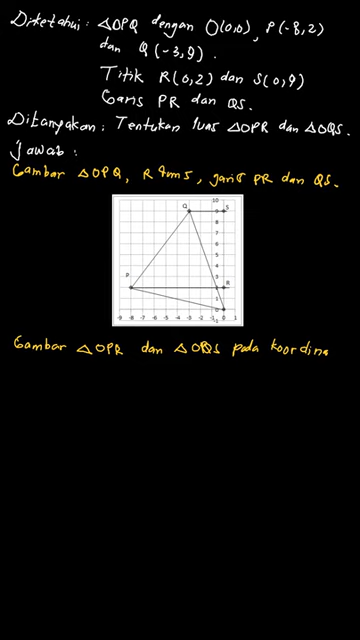 Diketahui: △OPQ dengan O(0,0), P(-8,2)
dan Q(-3,9).
Titik R(0,2) dan S(0,9)
Garis PR dan QS.
Ditanyakan: Tentukan luas △OPR dan △OQS.
Jawab:
Gambar △OPQ, R dan S, garis PR dan QS.
10
Q S
9
8
7
6
5
4
P
3
R
2
1
0
-1
-9 -8 -7 -6 -5 -4 -3 -2 -1 0 1
Gambar △OPR dan △OQS pada koordina